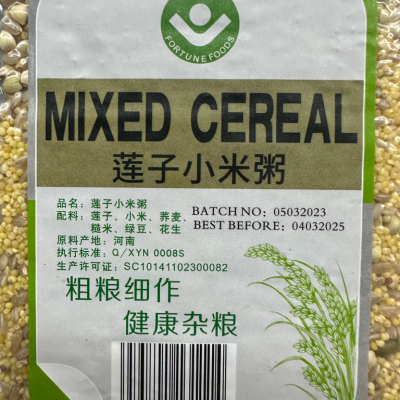 FORTUNE FOODS
MIXED CEREAL
莲子小米粥
品名：莲子小米粥
配料：莲子、小米、荞麦、
糙米、绿豆、花生
原料产地：河南
执行标准：Q/XYN 0008S
生产许可证：SC10141102300082
BATCH NO: 05032023
BEST BEFORE: 04032025
粗粮细作
健康杂粮